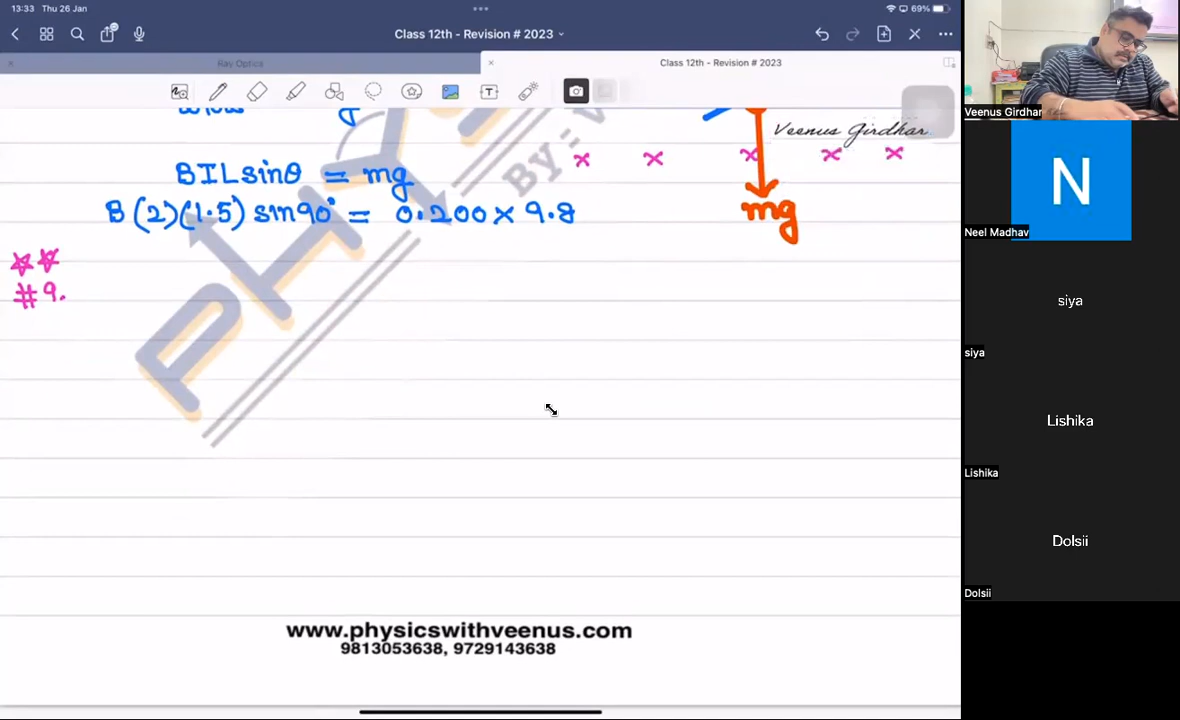 13:33 Thu 26 Jan
69%
Class 12th - Revision # 2023
Ray Optics
Class 12th - Revision # 2023
Veenus Girdhar
x x x x x
BILsinθ = mg
B(2)(1.5) sin90° = 0.200 × 9.8
mg
#9.
PHY
BY:-V
www.physicswithveenus.com
9813053638, 9729143638
Veenus Girdhar
N
Neel Madhav
siya
siya
Lishika
Lishika
Dolsii
Dolsii